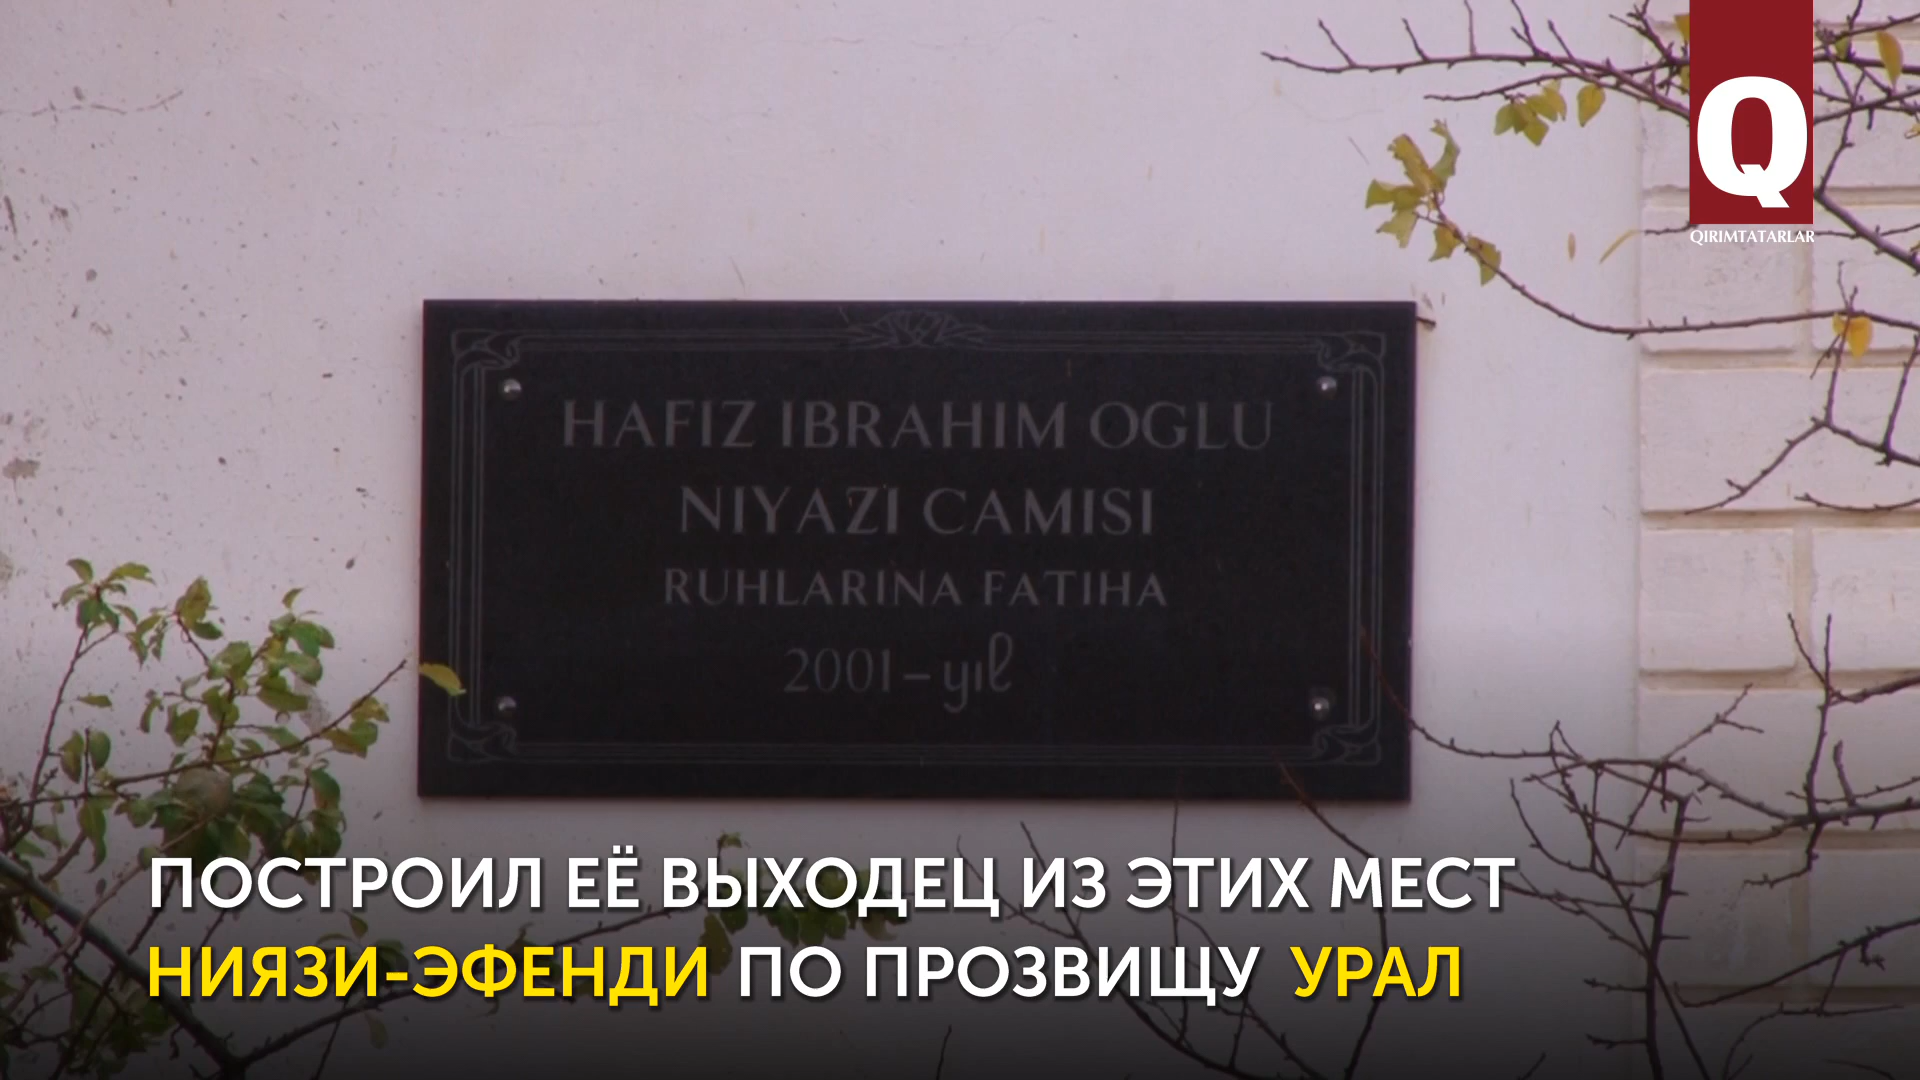 Q
QIRIMTATARLAR
HAFIZ IBRAHIM OGLU
NIYAZI CAMISI
RUHLARINA FATIHA
2001-yıl
ПОСТРОИЛ ЕЁ ВЫХОДЕЦ ИЗ ЭТИХ МЕСТ
НИЯЗИ-ЭФЕНДИ ПО ПРОЗВИЩУ УРАЛ